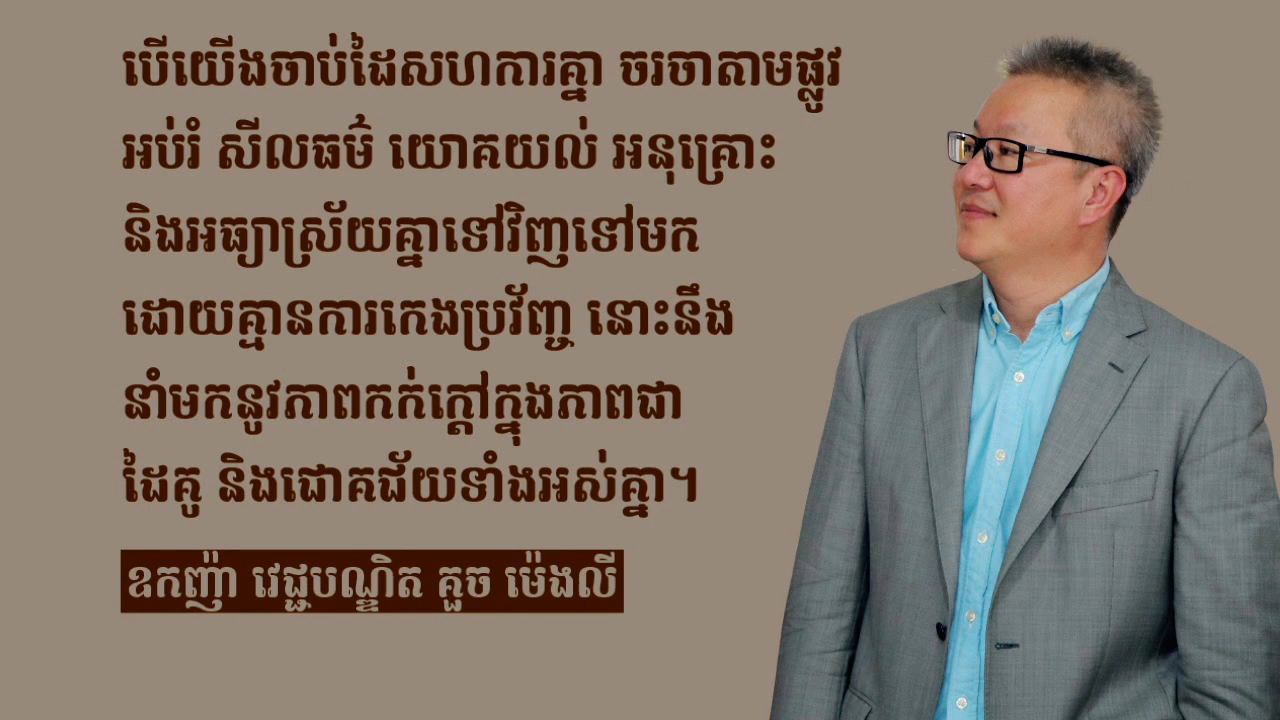 បើយើងចាប់ដៃសហការគ្នា ចរចាតាមផ្លូវ
អប់រំ សីលធម៌ យោគយល់ អនុគ្រោះ
និងអធ្យាស្រ័យគ្នាទៅវិញទៅមក
ដោយគ្មានការកេងប្រវ័ញ្ច នោះនឹង
នាំមកនូវភាពកក់ក្តៅក្នុងភាពជា
ដៃគូ និងជោគជ័យទាំងអស់គ្នា។
ឧកញ៉ា វេជ្ជបណ្ឌិត គួច ម៉េងលី